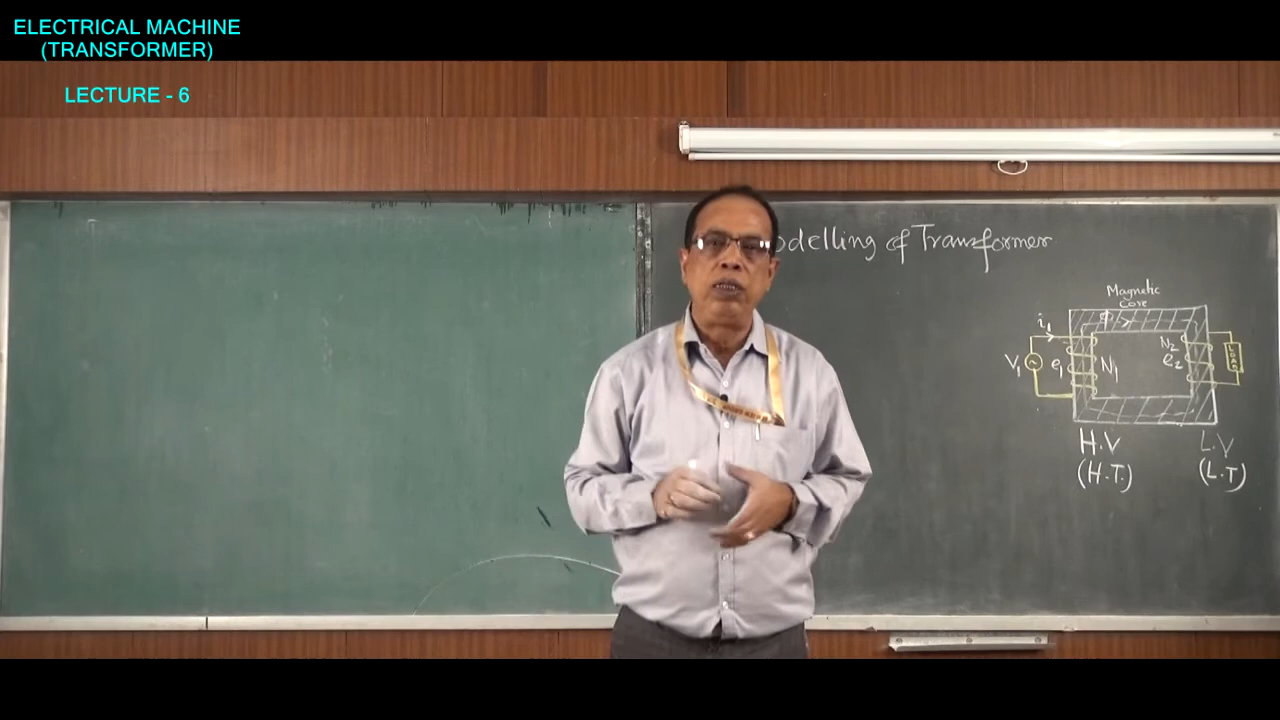 ELECTRICAL MACHINE
(TRANSFORMER)
LECTURE - 6
odelling of Transformer
Magnetic
Core
i1
Φ
V1
e1
N1
N2
e2
LOAD
H.V
L.V
(H.T.)
(L.T)